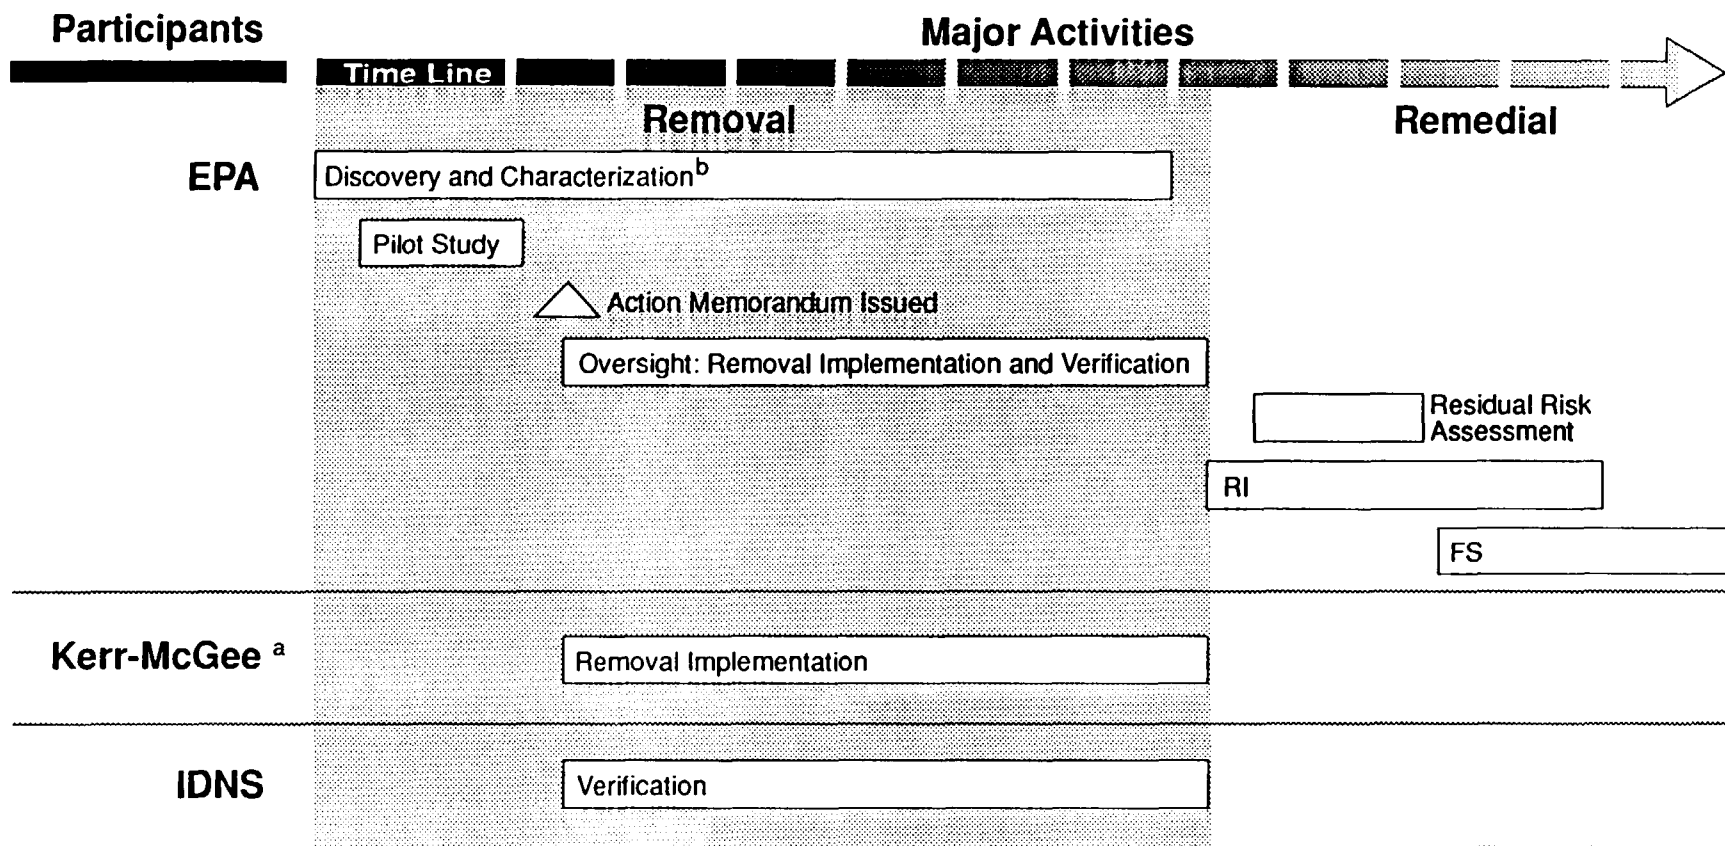 Participants
Major Activities
Time Line
Removal
Remedial
EPA
Discovery and Characterization^b
Pilot Study
Action Memorandum Issued
Oversight: Removal Implementation and Verification
Residual Risk
Assessment
RI
FS
Kerr-McGee ^a
Removal Implementation
IDNS
Verification